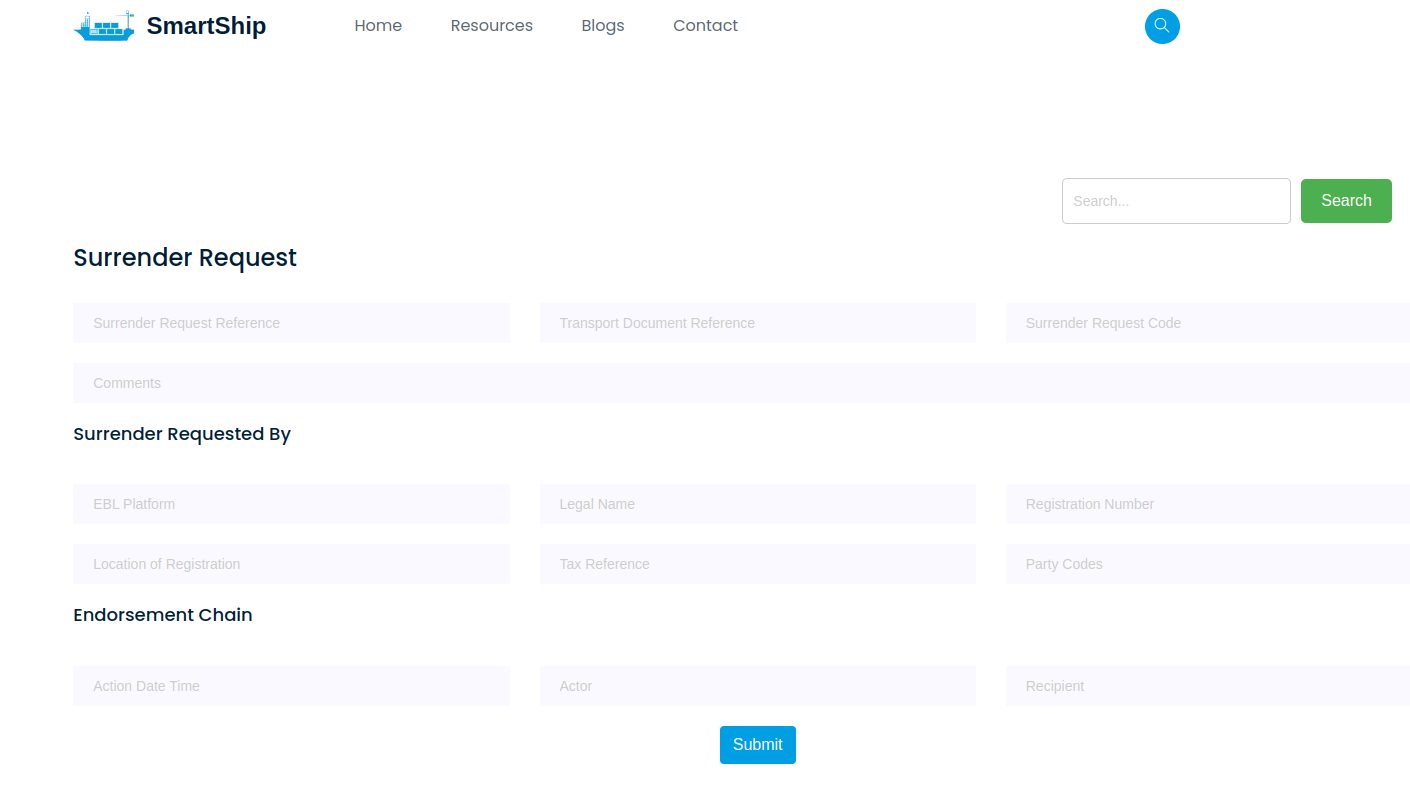 SmartShip Home Resources Blogs Contact
Search... Search
Surrender Request
Surrender Request Reference Transport Document Reference Surrender Request Code
Comments
Surrender Requested By
EBL Platform Legal Name Registration Number
Location of Registration Tax Reference Party Codes
Endorsement Chain
Action Date Time Actor Recipient
Submit